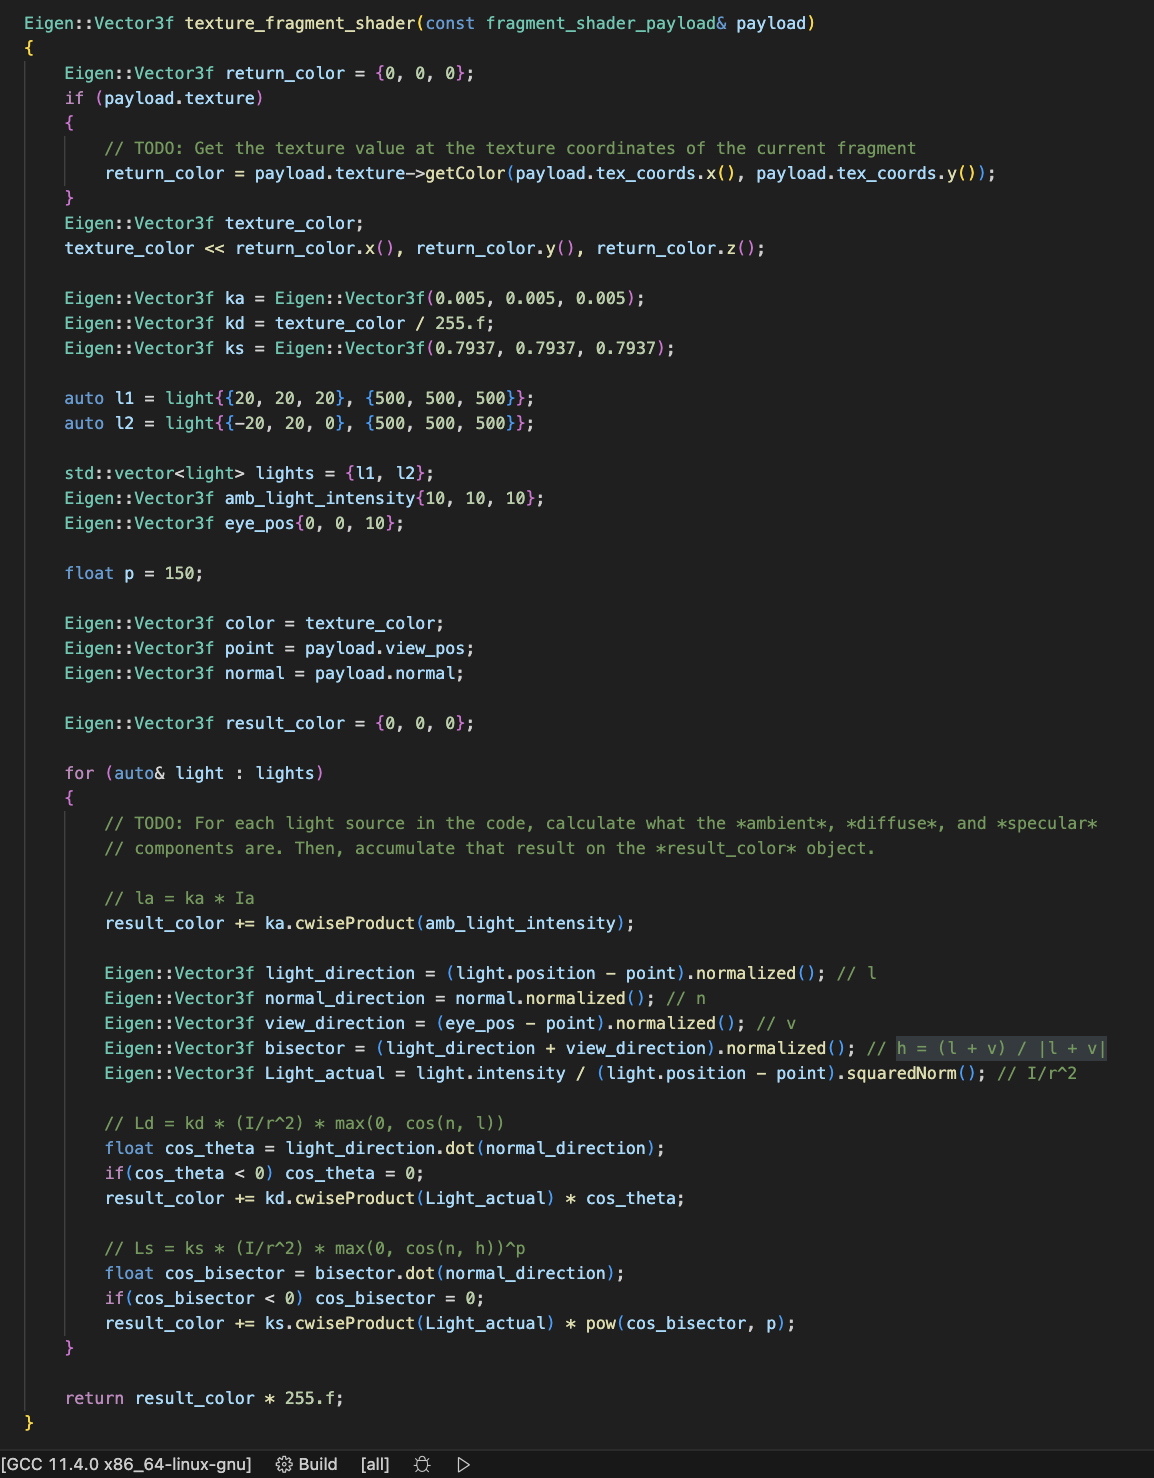 Eigen::Vector3f texture_fragment_shader(const fragment_shader_payload& payload)
{
    Eigen::Vector3f return_color = {0, 0, 0};
    if (payload.texture)
    {
        // TODO: Get the texture value at the texture coordinates of the current fragment
        return_color = payload.texture->getColor(payload.tex_coords.x(), payload.tex_coords.y());
    }
    Eigen::Vector3f texture_color;
    texture_color << return_color.x(), return_color.y(), return_color.z();

    Eigen::Vector3f ka = Eigen::Vector3f(0.005, 0.005, 0.005);
    Eigen::Vector3f kd = texture_color / 255.f;
    Eigen::Vector3f ks = Eigen::Vector3f(0.7937, 0.7937, 0.7937);

    auto l1 = light{{20, 20, 20}, {500, 500, 500}};
    auto l2 = light{{-20, 20, 0}, {500, 500, 500}};

    std::vector<light> lights = {l1, l2};
    Eigen::Vector3f amb_light_intensity{10, 10, 10};
    Eigen::Vector3f eye_pos{0, 0, 10};

    float p = 150;

    Eigen::Vector3f color = texture_color;
    Eigen::Vector3f point = payload.view_pos;
    Eigen::Vector3f normal = payload.normal;

    Eigen::Vector3f result_color = {0, 0, 0};

    for (auto& light : lights)
    {
        // TODO: For each light source in the code, calculate what the *ambient*, *diffuse*, and *specular*
        // components are. Then, accumulate that result on the *result_color* object.

        // la = ka * Ia
        result_color += ka.cwiseProduct(amb_light_intensity);

        Eigen::Vector3f light_direction = (light.position - point).normalized(); // l
        Eigen::Vector3f normal_direction = normal.normalized(); // n
        Eigen::Vector3f view_direction = (eye_pos - point).normalized(); // v
        Eigen::Vector3f bisector = (light_direction + view_direction).normalized(); // h = (l + v) / |l + v|
        Eigen::Vector3f Light_actual = light.intensity / (light.position - point).squaredNorm(); // I/r^2

        // Ld = kd * (I/r^2) * max(0, cos(n, l))
        float cos_theta = light_direction.dot(normal_direction);
        if(cos_theta < 0) cos_theta = 0;
        result_color += kd.cwiseProduct(Light_actual) * cos_theta;

        // Ls = ks * (I/r^2) * max(0, cos(n, h))^p
        float cos_bisector = bisector.dot(normal_direction);
        if(cos_bisector < 0) cos_bisector = 0;
        result_color += ks.cwiseProduct(Light_actual) * pow(cos_bisector, p);
    }

    return result_color * 255.f;
}
[GCC 11.4.0 x86_64-linux-gnu] Build [all]